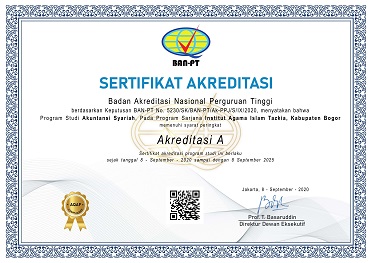 BAN-PT
SERTIFIKAT AKREDITASI
Badan Akreditasi Nasional Perguruan Tinggi
berdasarkan Keputusan BAN-PT No. 5230/SK/BAN-PT/Ak-PPJ/S/IX/2020, menyatakan bahwa
Program Studi Akuntansi Syariah, Pada Program Sarjana Institut Agama Islam Tazkia, Kabupaten Bogor
memenuhi syarat peringkat
Akreditasi A
Sertifikat akreditasi program studi ini berlaku
sejak tanggal 8 - September - 2020 sampai dengan 8 September 2025
Jakarta, 8 - September - 2020
Prof. T. Basaruddin
Direktur Dewan Eksekutif